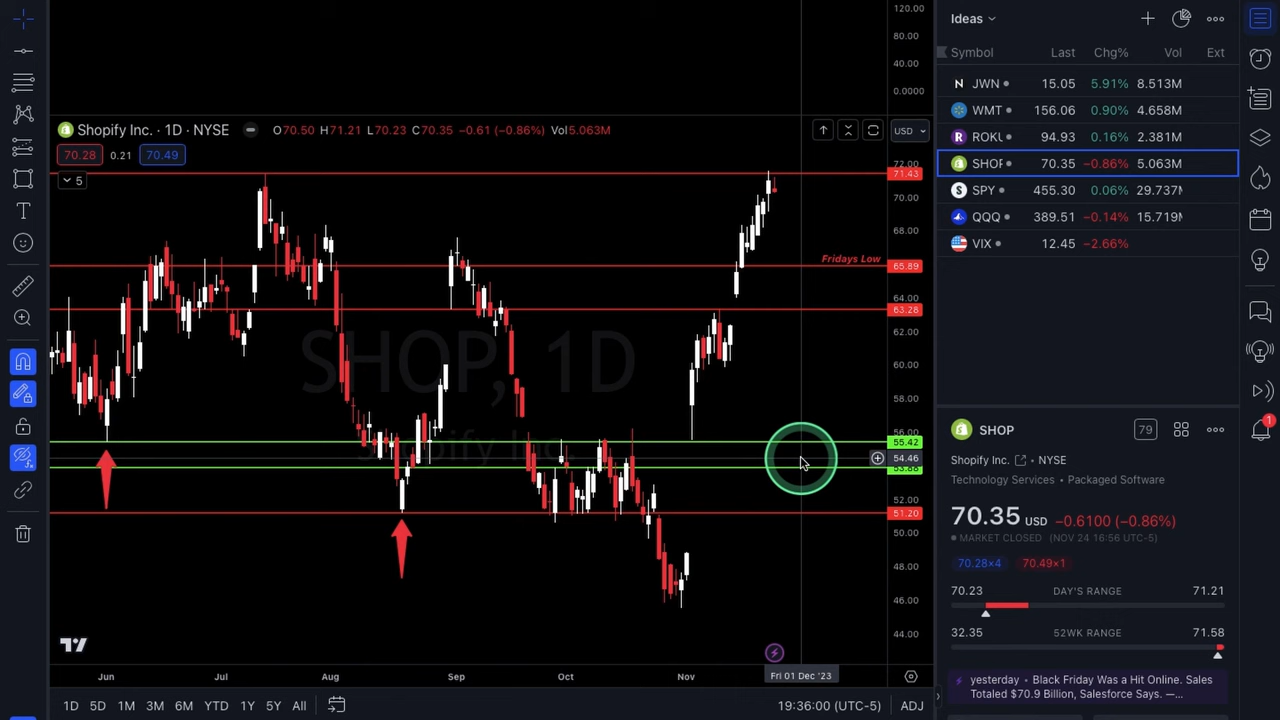 120.00
80.00
40.00
0.0000
Shopify Inc. · 1D · NYSE O70.50 H71.21 L70.23 C70.35 −0.61 (−0.86%) Vol5.063M
USD
70.28 0.21 70.49
5
72.00
71.43
70.00
68.00
Fridays Low
65.89
64.00
63.28
62.00
60.00
58.00
56.00
55.42
54.46
53.88
52.00
51.20
50.00
48.00
46.00
44.00
SHOP, 1D
Shopify Inc.
Jun Jul Aug Sep Oct Nov Fri 01 Dec '23
1D 5D 1M 3M 6M YTD 1Y 5Y All 19:36:00 (UTC-5) ADJ
Ideas
Symbol Last Chg% Vol Ext
N JWN 15.05 5.91% 8.513M
WMT 156.06 0.90% 4.658M
R ROKU 94.93 0.16% 2.381M
SHOP 70.35 −0.86% 5.063M
S SPY 455.30 0.06% 29.737M
QQQ 389.51 −0.14% 15.719M
VIX 12.45 −2.66%
SHOP 79
Shopify Inc. • NYSE
Technology Services • Packaged Software
70.35 USD −0.6100 (−0.86%)
MARKET CLOSED (NOV 24 16:56 UTC-5)
70.28×4 70.49×1
70.23 DAY'S RANGE 71.21
32.35 52WK RANGE 71.58
yesterday • Black Friday Was a Hit Online. Sales
Totaled $70.9 Billion, Salesforce Says. —...
1